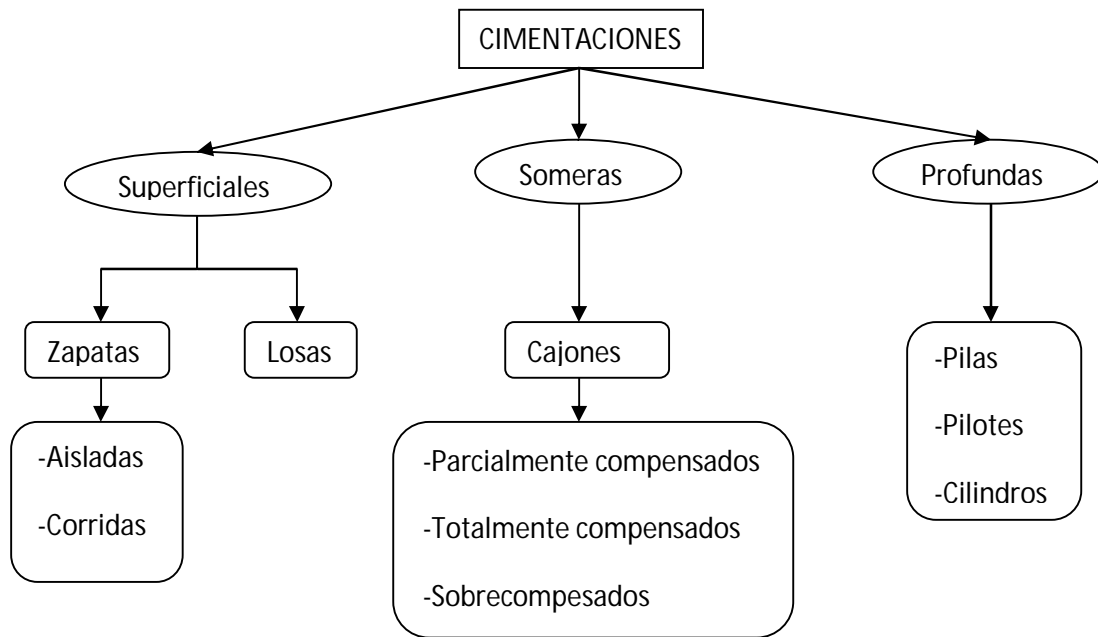 CIMENTACIONES
Superficiales
Someras
Profundas
Zapatas
Losas
Cajones
-Aisladas
-Corridas
-Parcialmente compensados
-Totalmente compensados
-Sobrecompesados
-Pilas
-Pilotes
-Cilindros